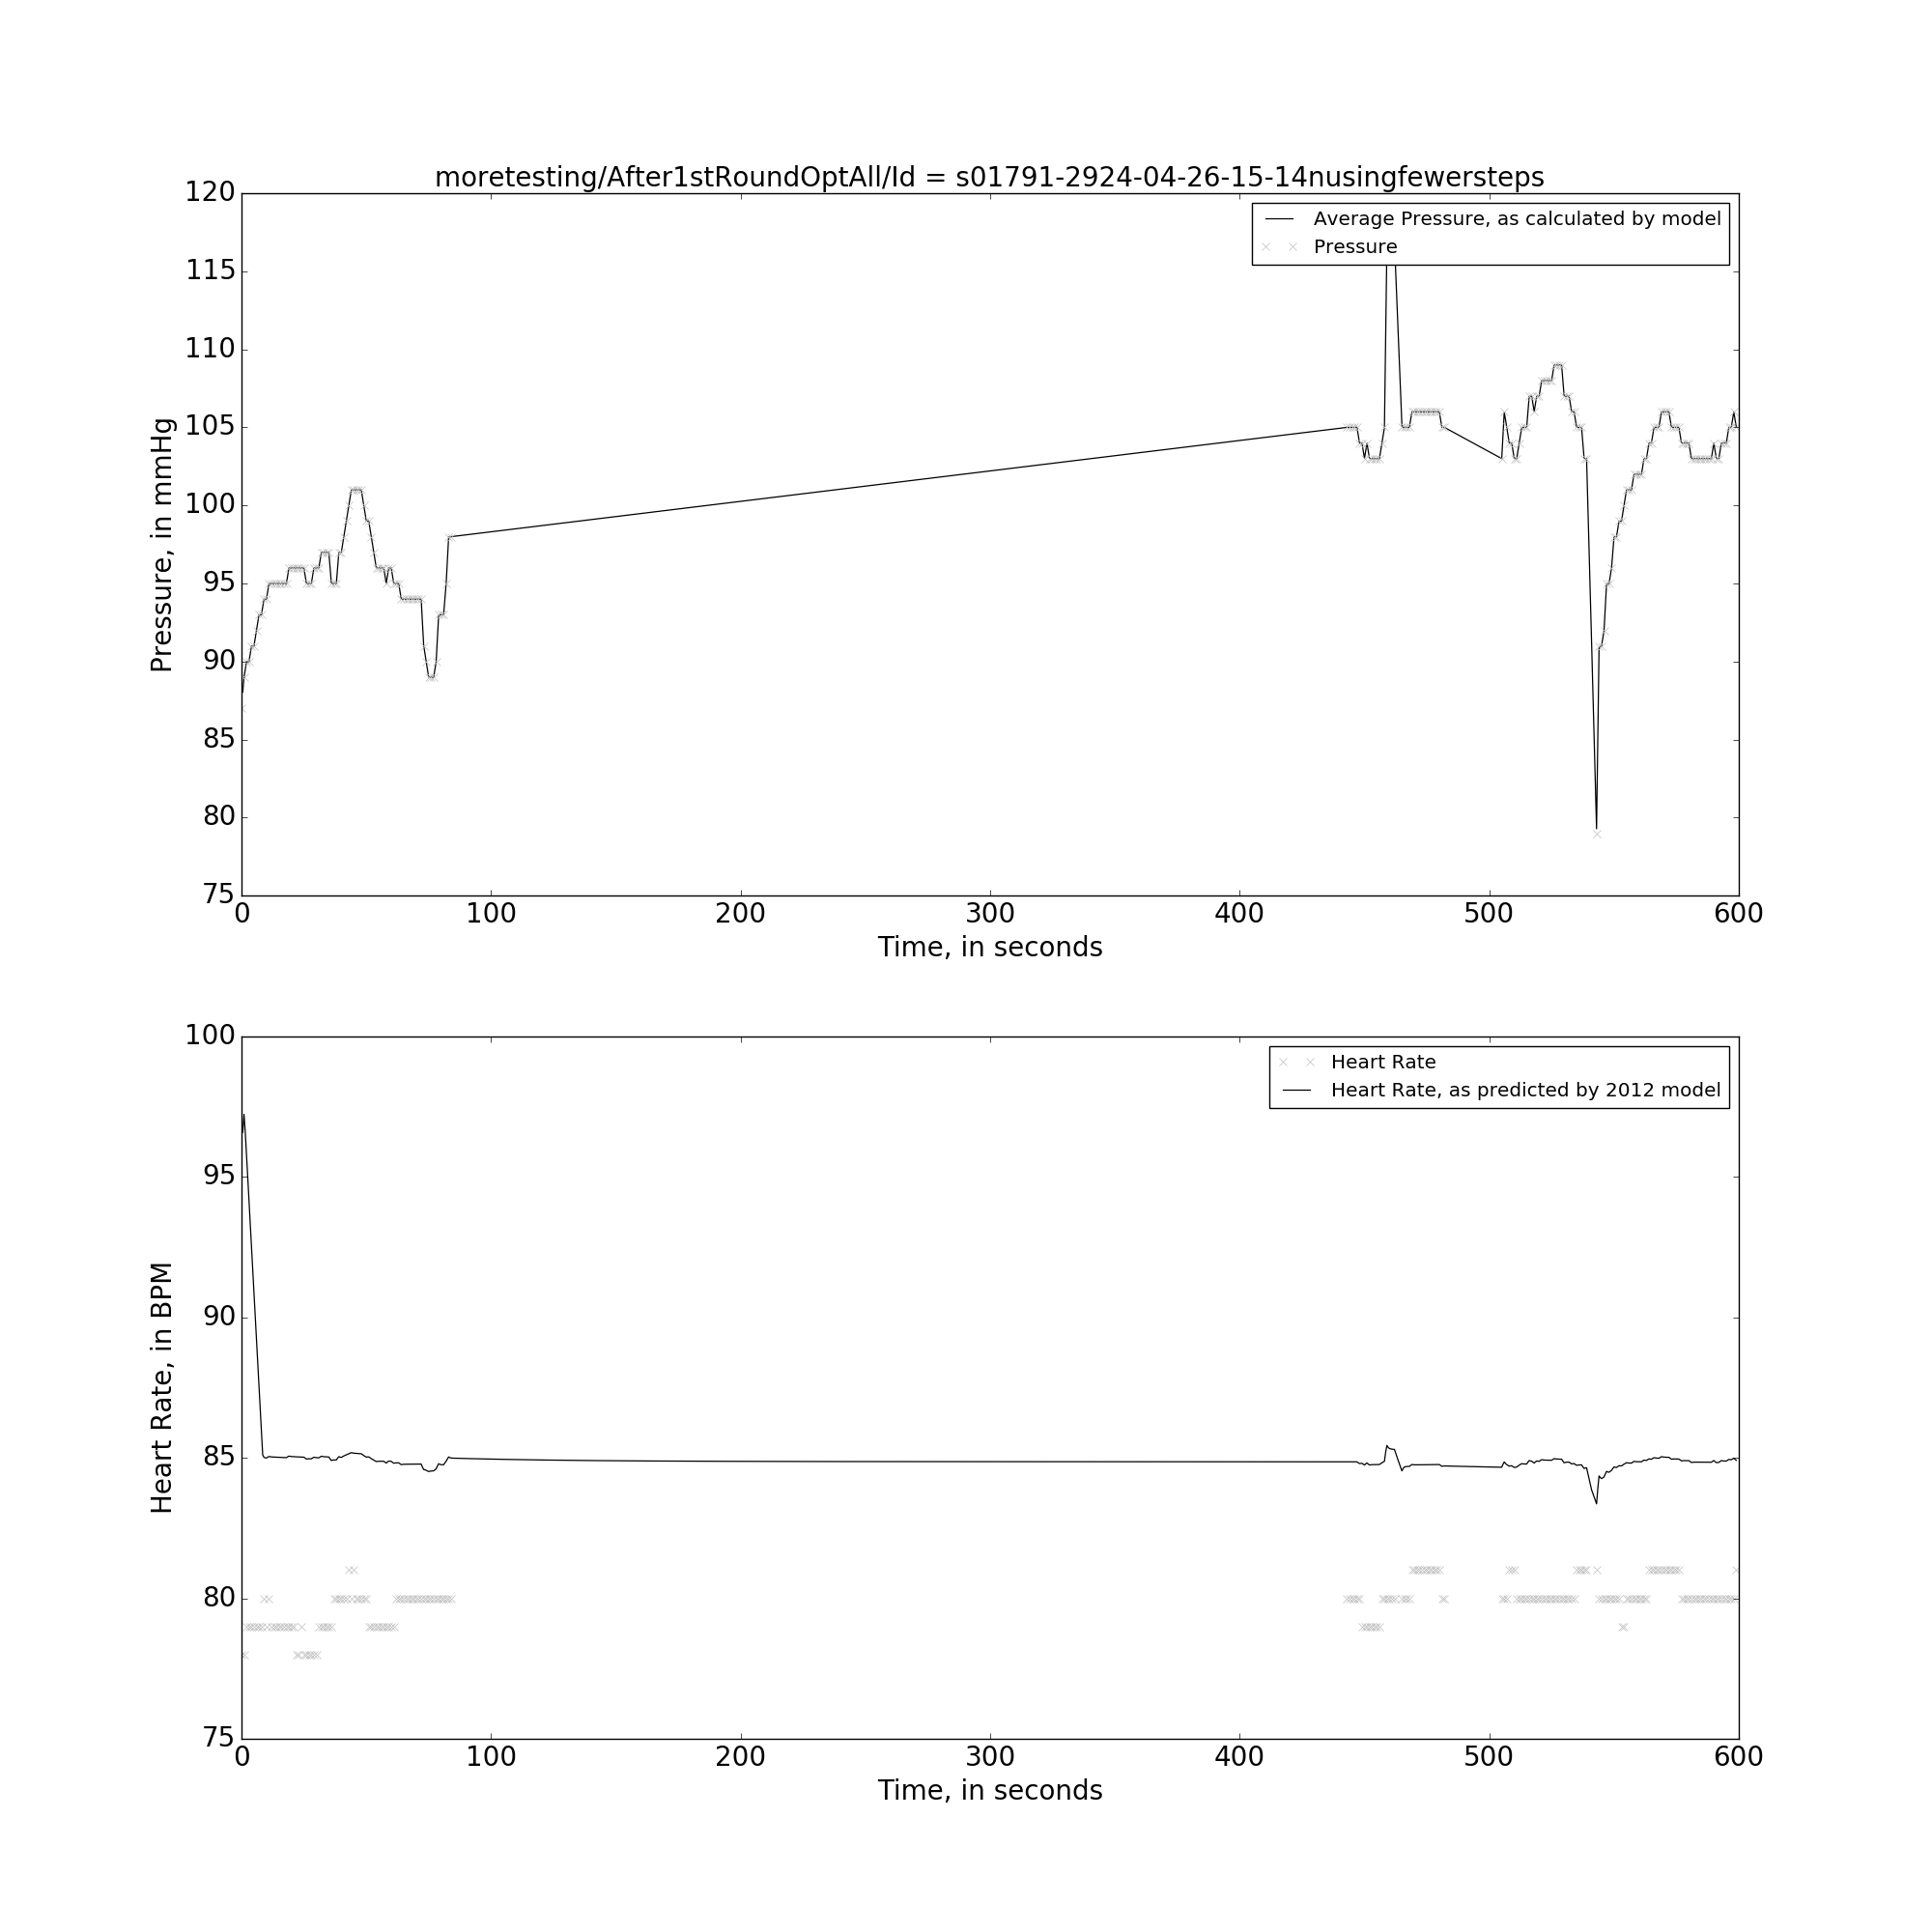 moretesting/After1stRoundOptAll/Id = s01791-2924-04-26-15-14nusingfewersteps
120
115
110
105
100
95
90
85
80
75
Pressure, in mmHg
Average Pressure, as calculated by model
Pressure
0 100 200 300 400 500 600
Time, in seconds
100
95
90
85
80
75
Heart Rate, in BPM
Heart Rate
Heart Rate, as predicted by 2012 model
0 100 200 300 400 500 600
Time, in seconds